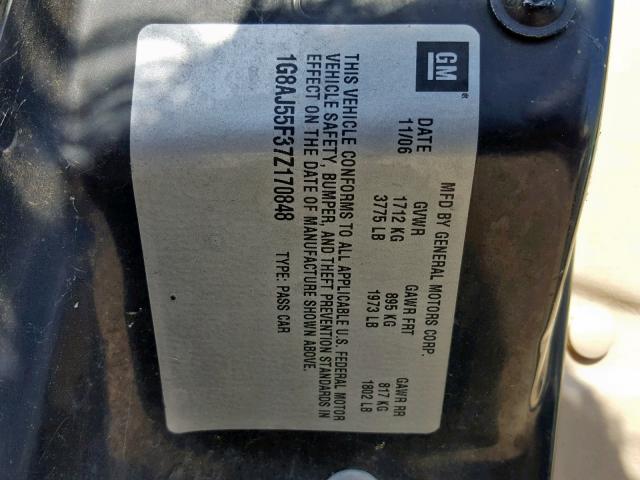 GM
MFD BY GENERAL MOTORS CORP.
DATE GVWR GAWR FRT GAWR RR
11/06 1712 KG 895 KG 817 KG
3775 LB 1973 LB 1802 LB
THIS VEHICLE CONFORMS TO ALL APPLICABLE U.S. FEDERAL MOTOR
VEHICLE SAFETY, BUMPER, AND THEFT PREVENTION STANDARDS IN
EFFECT ON THE DATE OF MANUFACTURE SHOWN ABOVE.
1G8AJ55F37Z170848 TYPE: PASS CAR